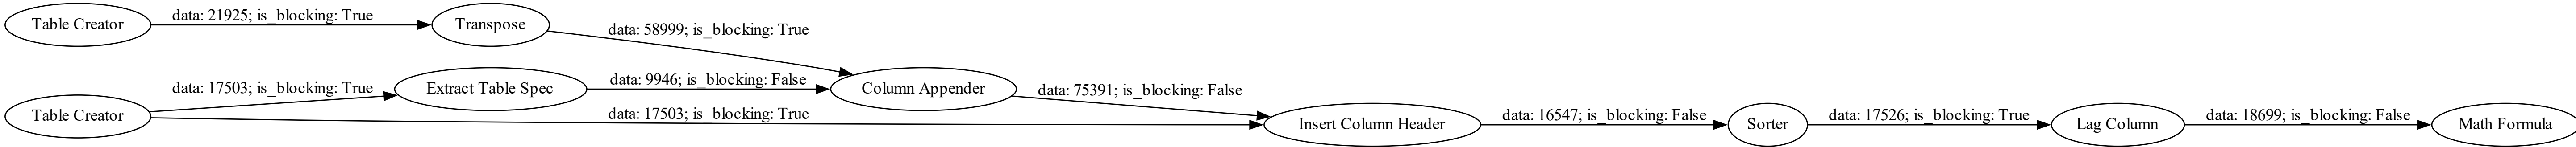 Table Creator
data: 21925; is_blocking: True
Transpose
data: 58999; is_blocking: True
Table Creator
data: 17503; is_blocking: True
Extract Table Spec
data: 9946; is_blocking: False
Column Appender
data: 75391; is_blocking: False
data: 17503; is_blocking: True
Insert Column Header
data: 16547; is_blocking: False
Sorter
data: 17526; is_blocking: True
Lag Column
data: 18699; is_blocking: False
Math Formula